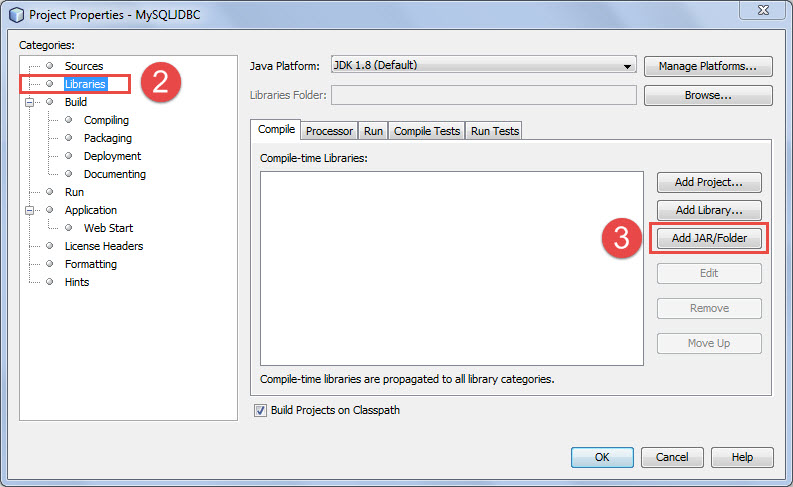 Project Properties - MySQLJDBC
Categories:
Sources
Libraries
2
Build
Compiling
Packaging
Deployment
Documenting
Run
Application
Web Start
License Headers
Formatting
Hints
Java Platform: JDK 1.8 (Default) Manage Platforms...
Libraries Folder: Browse...
Compile Processor Run Compile Tests Run Tests
Compile-time Libraries:
Add Project...
Add Library...
3 Add JAR/Folder
Edit
Remove
Move Up
Compile-time libraries are propagated to all library categories.
Build Projects on Classpath
OK Cancel Help